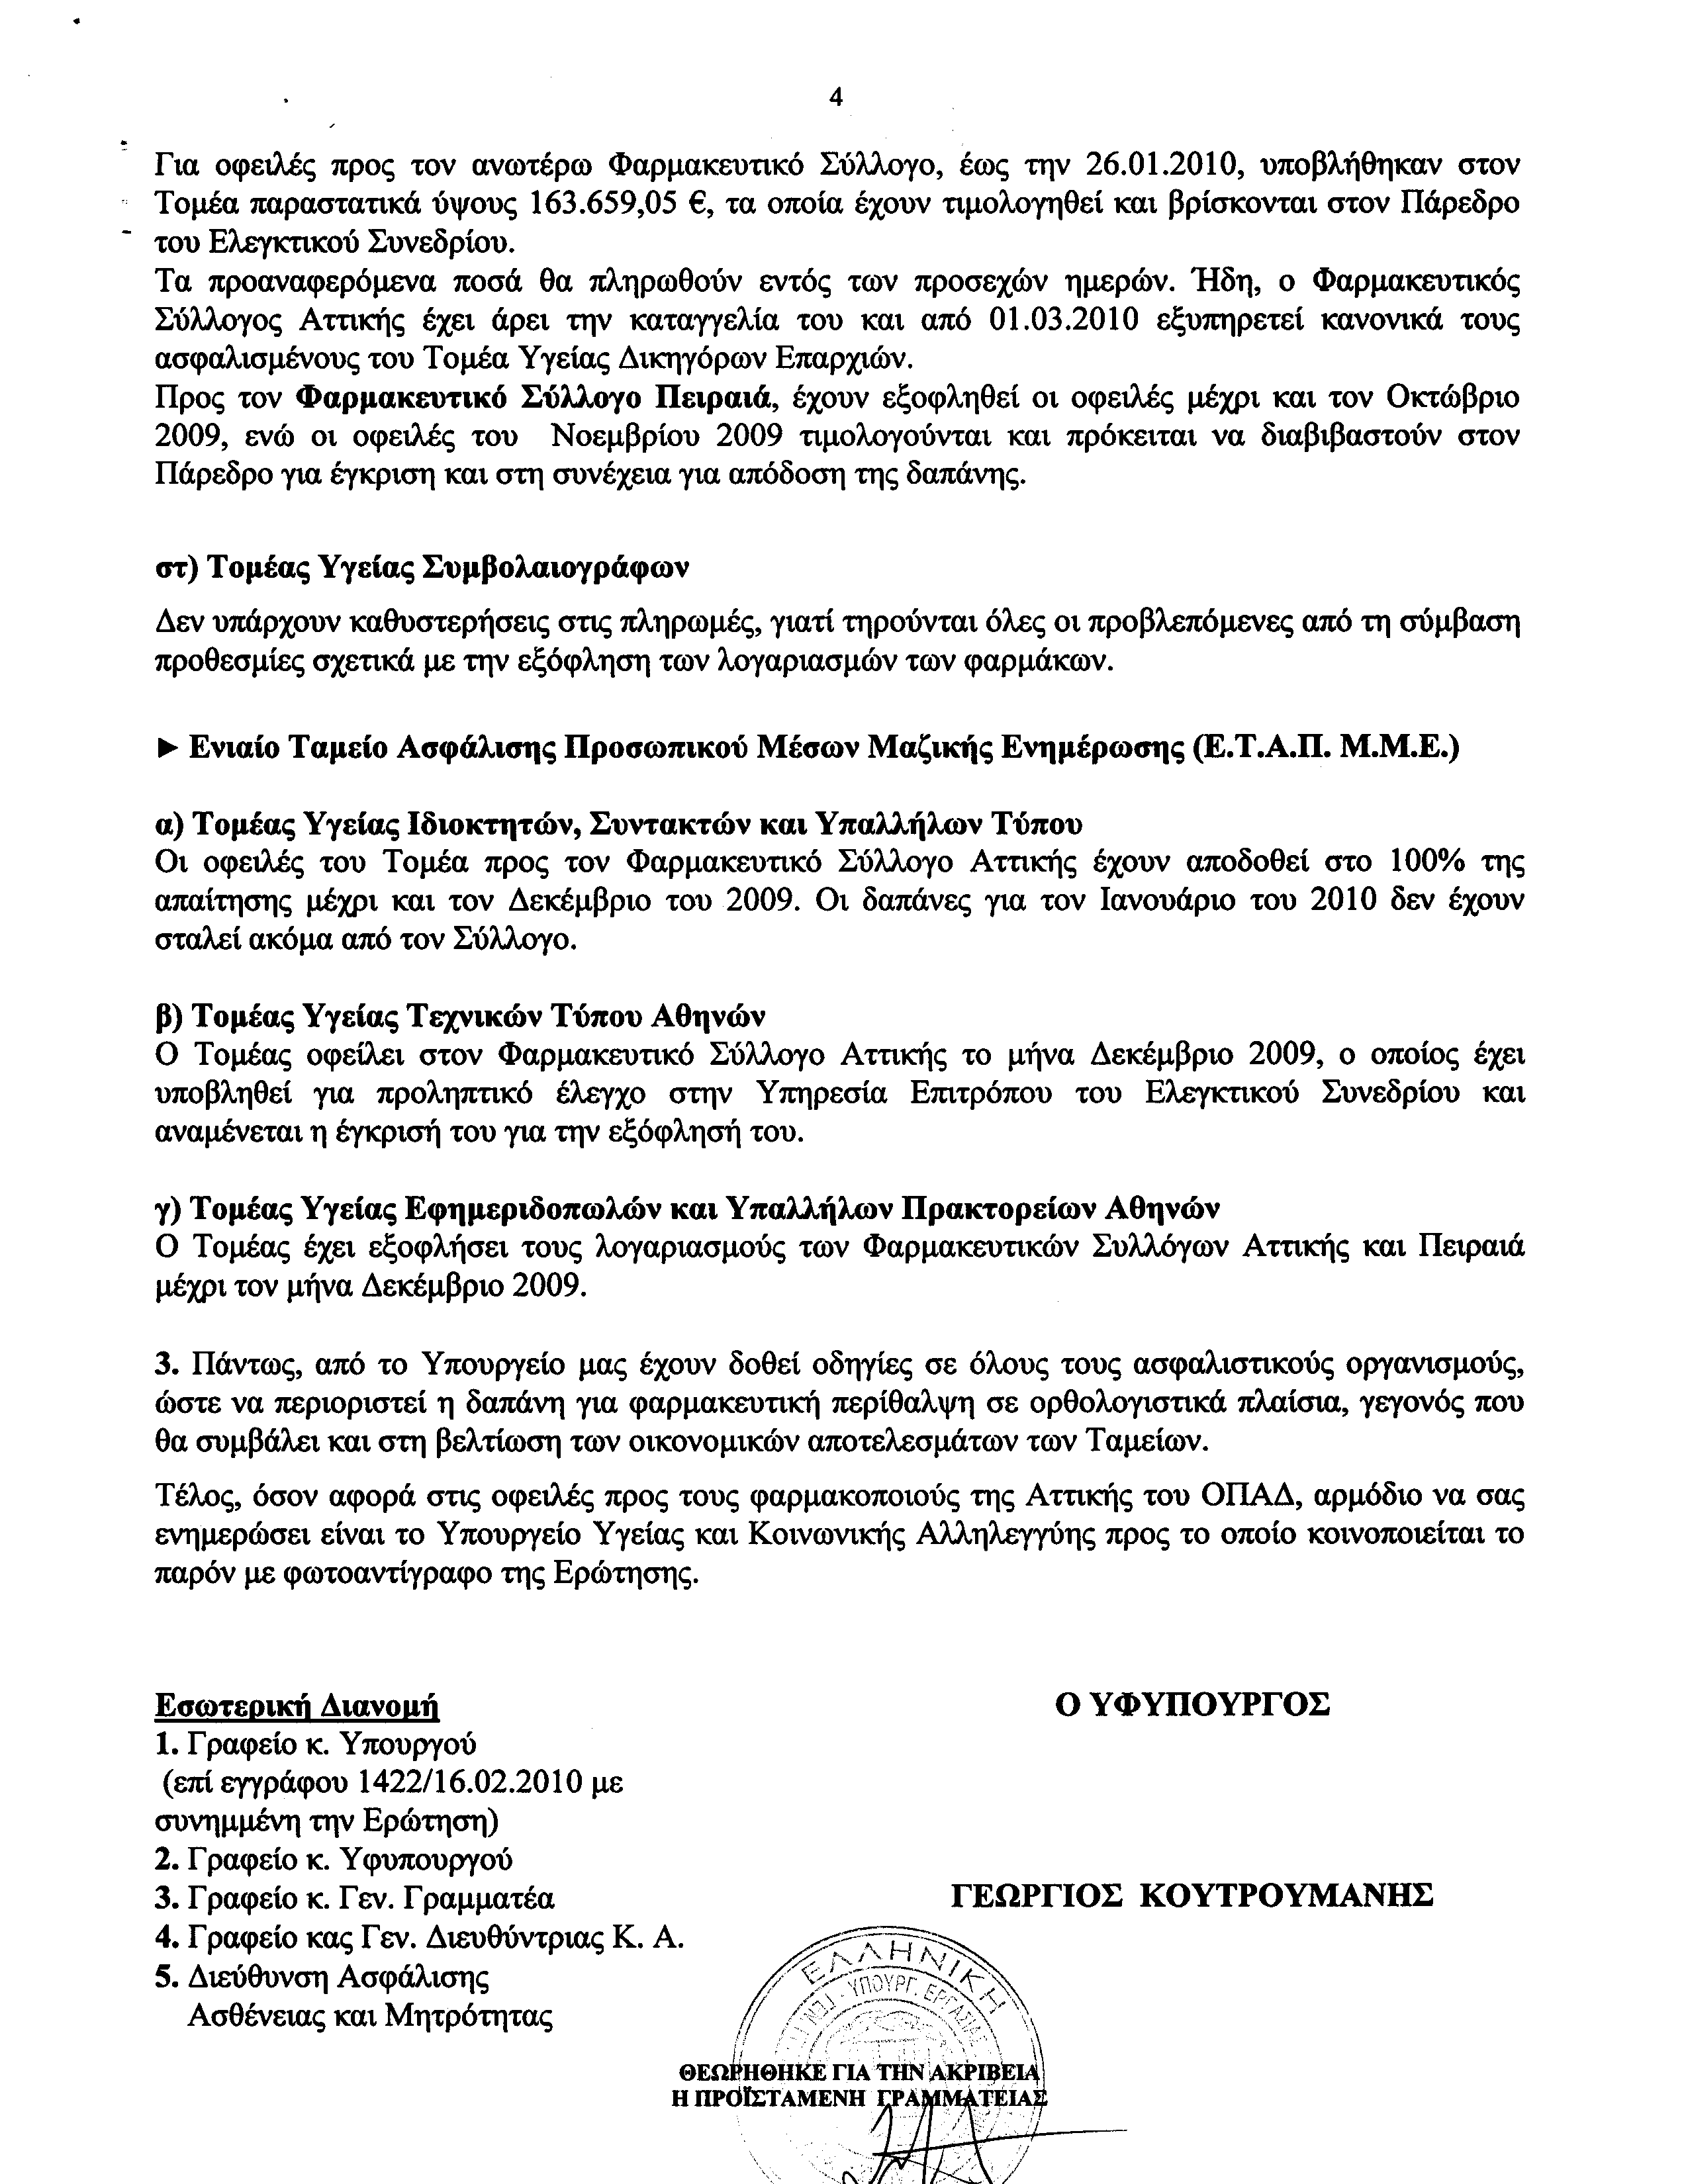 4
Για οφειλές προς τον ανωτέρω Φαρμακευτικό Σύλλογο, έως την 26.01.2010, υποβλήθηκαν στον
Τομέα παραστατικά ύψους 163.659,05 €, τα οποία έχουν τιμολογηθεί και βρίσκονται στον Πάρεδρο
του Ελεγκτικού Συνεδρίου.
Τα προαναφερόμενα ποσά θα πληρωθούν εντός των προσεχών ημερών. Ήδη, ο Φαρμακευτικός
Σύλλογος Αττικής έχει άρει την καταγγελία του και από 01.03.2010 εξυπηρετεί κανονικά τους
ασφαλισμένους του Τομέα Υγείας Δικηγόρων Επαρχιών.
Προς τον Φαρμακευτικό Σύλλογο Πειραιά, έχουν εξοφληθεί οι οφειλές μέχρι και τον Οκτώβριο
2009, ενώ οι οφειλές του Νοεμβρίου 2009 τιμολογούνται και πρόκειται να διαβιβαστούν στον
Πάρεδρο για έγκριση και στη συνέχεια για απόδοση της δαπάνης.
στ) Τομέας Υγείας Συμβολαιογράφων
Δεν υπάρχουν καθυστερήσεις στις πληρωμές, γιατί τηρούνται όλες οι προβλεπόμενες από τη σύμβαση
προθεσμίες σχετικά με την εξόφληση των λογαριασμών των φαρμάκων.
► Ενιαίο Ταμείο Ασφάλισης Προσωπικού Μέσων Μαζικής Ενημέρωσης (Ε.Τ.Α.Π. Μ.Μ.Ε.)
α) Τομέας Υγείας Ιδιοκτητών, Συντακτών και Υπαλλήλων Τύπου
Οι οφειλές του Τομέα προς τον Φαρμακευτικό Σύλλογο Αττικής έχουν αποδοθεί στο 100% της
απαίτησης μέχρι και τον Δεκέμβριο του 2009. Οι δαπάνες για τον Ιανουάριο του 2010 δεν έχουν
σταλεί ακόμα από τον Σύλλογο.
β) Τομέας Υγείας Τεχνικών Τύπου Αθηνών
Ο Τομέας οφείλει στον Φαρμακευτικό Σύλλογο Αττικής το μήνα Δεκέμβριο 2009, ο οποίος έχει
υποβληθεί για προληπτικό έλεγχο στην Υπηρεσία Επιτρόπου του Ελεγκτικού Συνεδρίου και
αναμένεται η έγκρισή του για την εξόφλησή του.
γ) Τομέας Υγείας Εφημεριδοπωλών και Υπαλλήλων Πρακτορείων Αθηνών
Ο Τομέας έχει εξοφλήσει τους λογαριασμούς των Φαρμακευτικών Συλλόγων Αττικής και Πειραιά
μέχρι τον μήνα Δεκέμβριο 2009.
3. Πάντως, από το Υπουργείο μας έχουν δοθεί οδηγίες σε όλους τους ασφαλιστικούς οργανισμούς,
ώστε να περιοριστεί η δαπάνη για φαρμακευτική περίθαλψη σε ορθολογιστικά πλαίσια, γεγονός που
θα συμβάλει και στη βελτίωση των οικονομικών αποτελεσμάτων των Ταμείων.
Τέλος, όσον αφορά στις οφειλές προς τους φαρμακοποιούς της Αττικής του ΟΠΑΔ, αρμόδιο να σας
ενημερώσει είναι το Υπουργείο Υγείας και Κοινωνικής Αλληλεγγύης προς το οποίο κοινοποιείται το
παρόν με φωτοαντίγραφο της Ερώτησης.
Εσωτερική Διανομή
1. Γραφείο κ. Υπουργού
(επί εγγράφου 1422/16.02.2010 με
συνημμένη την Ερώτηση)
2. Γραφείο κ. Υφυπουργού
3. Γραφείο κ. Γεν. Γραμματέα
4. Γραφείο κας Γεν. Διευθύντριας Κ. Α.
5. Διεύθυνση Ασφάλισης
Ασθένειας και Μητρότητας
Ο ΥΦΥΠΟΥΡΓΟΣ
ΓΕΩΡΓΙΟΣ ΚΟΥΤΡΟΥΜΑΝΗΣ
ΕΛΛΗΝΙΚΗ
ΥΠΟΥΡΓ. ΕΡΓΑΣΙΑΣ
ΘΕΩΡΗΘΗΚΕ ΓΙΑ ΤΗΝ ΑΚΡΙΒΕΙΑ
Η ΠΡΟΪΣΤΑΜΕΝΗ ΓΡΑΜΜΑΤΕΙΑΣ